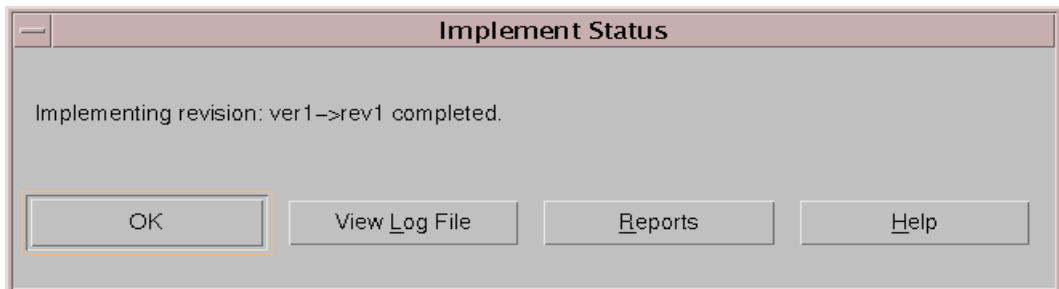 Implement Status
Implementing revision: ver1->rev1 completed.
OK View Log File Reports Help